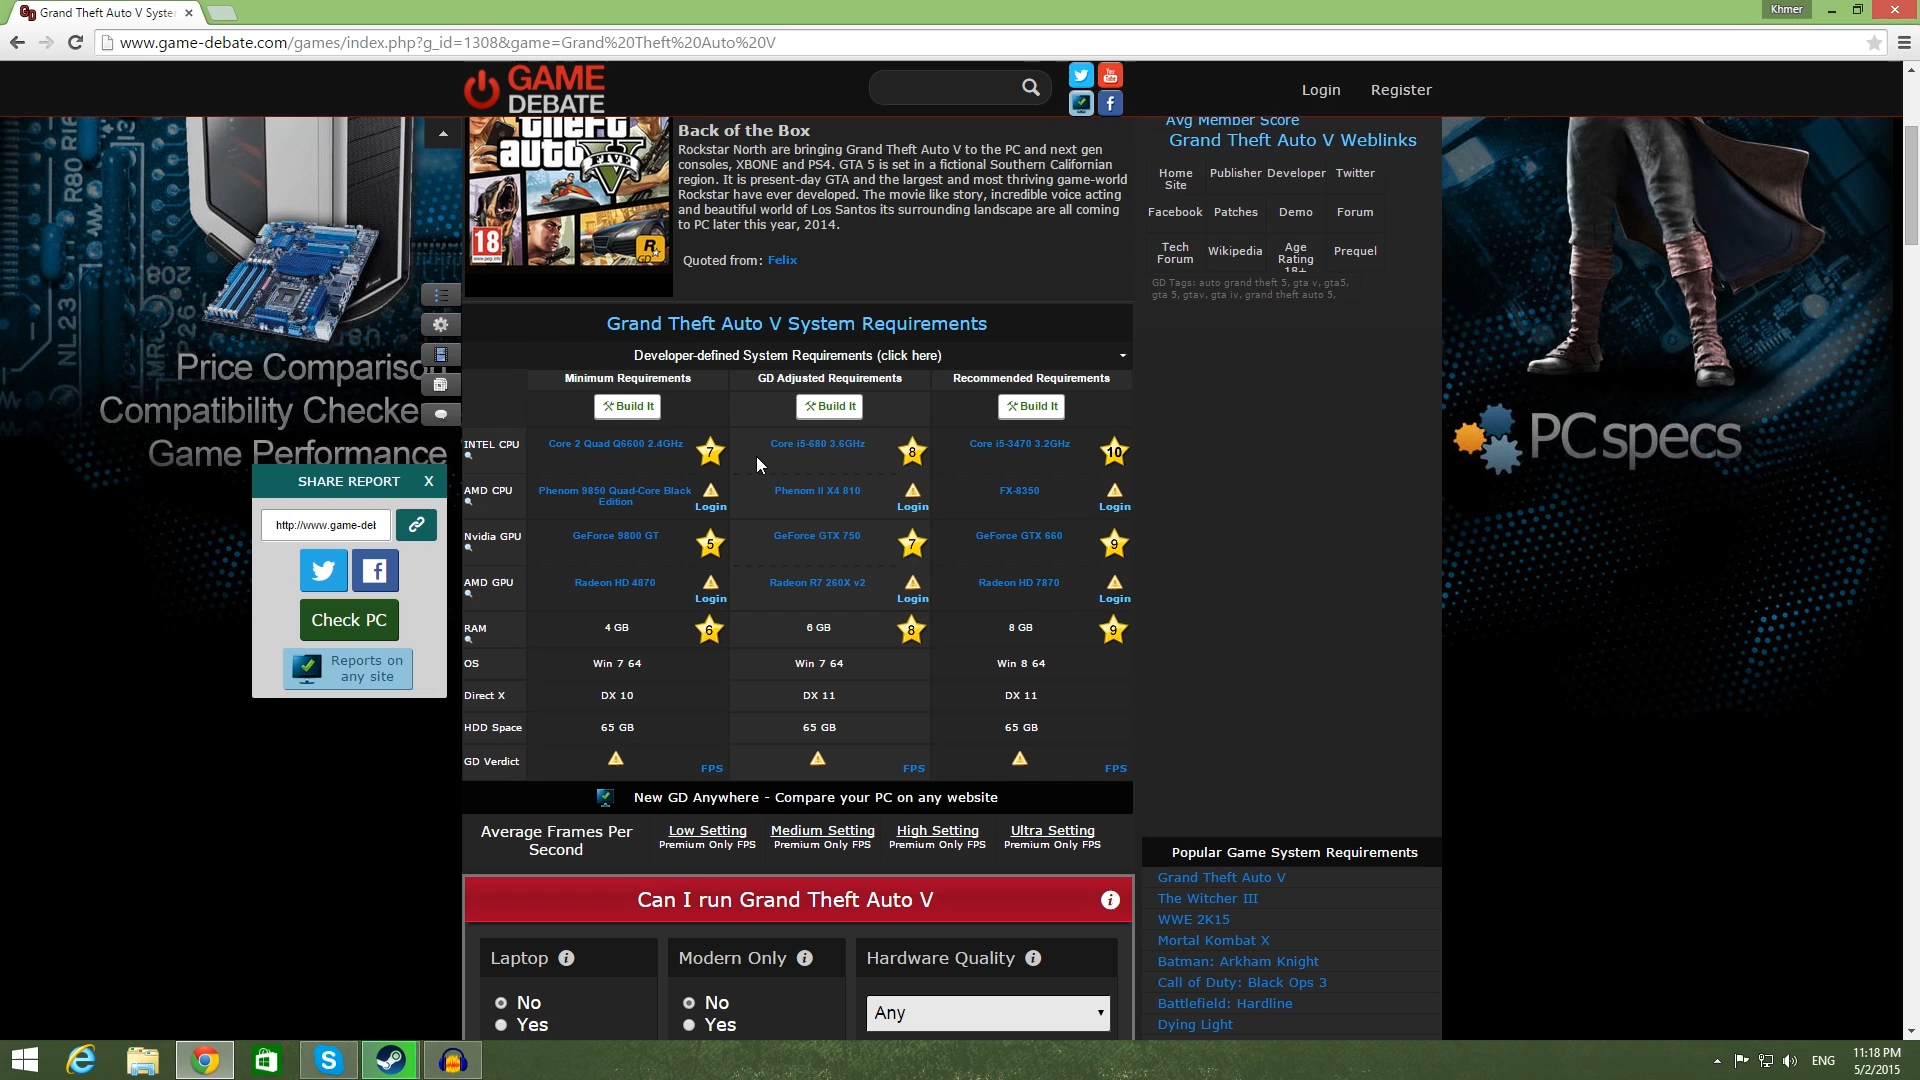 Grand Theft Auto V Syste
Khmer
www.game-debate.com/games/index.php?g_id=1308&game=Grand%20Theft%20Auto%20V
GAME
DEBATE
You
Tube
Login
Register
theft
auto
FIVE
18
www.pegi.info
R
Back of the Box
Rockstar North are bringing Grand Theft Auto V to the PC and next gen
consoles, XBONE and PS4. GTA 5 is set in a fictional Southern Californian
region. It is present-day GTA and the largest and most thriving game-world
Rockstar have ever developed. The movie like story, incredible voice acting
and beautiful world of Los Santos its surrounding landscape are all coming
to PC later this year, 2014.
Quoted from: Felix
Avg Member Score
Grand Theft Auto V Weblinks
Home Site Publisher Developer Twitter
Facebook Patches Demo Forum
Tech Forum Wikipedia Age Rating 18+ Prequel
GD Tags: auto grand theft 5, gta v, gta5,
gta 5, gtav, gta iv, grand theft auto 5,
Price Compariso
Compatibility Checke
Game Performance
PCspecs
SHARE REPORT X
http://www.game-deb
Check PC
Reports on
any site
Grand Theft Auto V System Requirements
Developer-defined System Requirements (click here)
Minimum Requirements GD Adjusted Requirements Recommended Requirements
Build It Build It Build It
INTEL CPU Core 2 Quad Q6600 2.4GHz 7 Core i5-680 3.6GHz 8 Core i5-3470 3.2GHz 10
AMD CPU Phenom 9850 Quad-Core Black Edition Login Phenom II X4 810 Login FX-8350 Login
Nvidia GPU GeForce 9800 GT 5 GeForce GTX 750 7 GeForce GTX 660 9
AMD GPU Radeon HD 4870 Login Radeon R7 260X v2 Login Radeon HD 7870 Login
RAM 4 GB 6 6 GB 8 8 GB 9
OS Win 7 64 Win 7 64 Win 8 64
Direct X DX 10 DX 11 DX 11
HDD Space 65 GB 65 GB 65 GB
GD Verdict FPS FPS FPS
New GD Anywhere - Compare your PC on any website
Average Frames Per
Second
Low Setting Medium Setting High Setting Ultra Setting
Premium Only FPS Premium Only FPS Premium Only FPS Premium Only FPS
Can I run Grand Theft Auto V
Laptop Modern Only Hardware Quality
No No Any
Yes Yes
Popular Game System Requirements
Grand Theft Auto V
The Witcher III
WWE 2K15
Mortal Kombat X
Batman: Arkham Knight
Call of Duty: Black Ops 3
Battlefield: Hardline
Dying Light
ENG
11:18 PM
5/2/2015